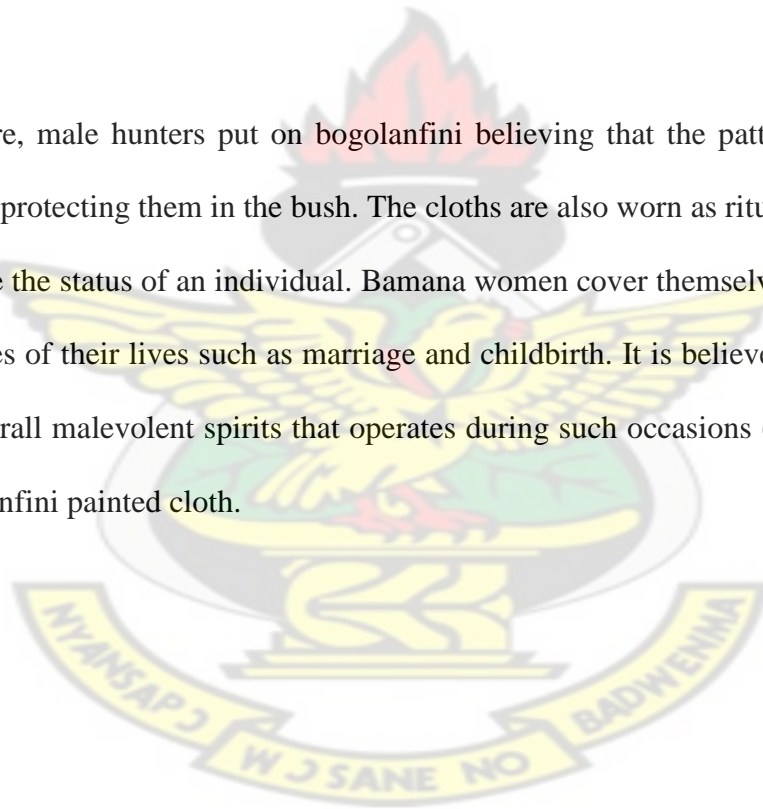 re, male hunters put on bogolanfini believing that the patt
protecting them in the bush. The cloths are also worn as ritu
e the status of an individual. Bamana women cover themselv
es of their lives such as marriage and childbirth. It is believe
rall malevolent spirits that operates during such occasions (
nfini painted cloth.
NYANSAPƆ WƆSANE NO BADWENMA